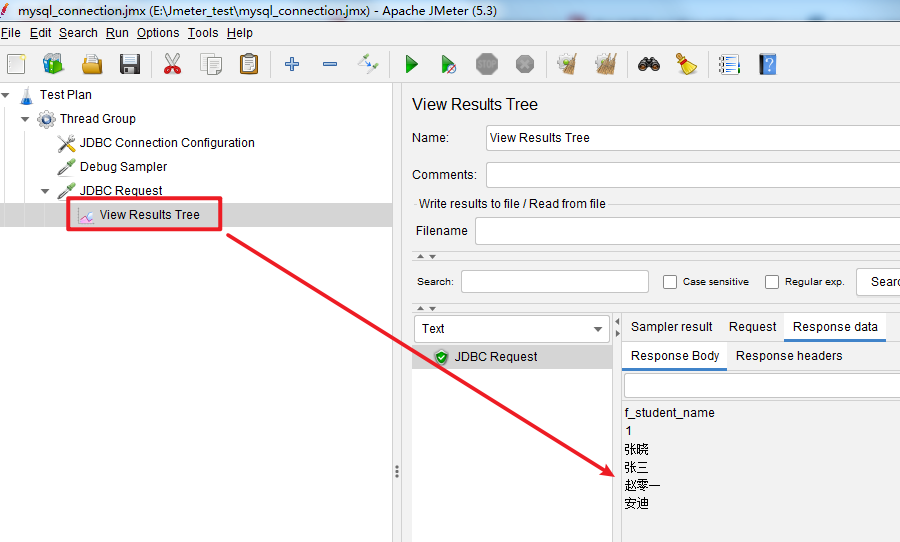 mysql_connection.jmx (E:\Jmeter_test\mysql_connection.jmx) - Apache JMeter (5.3)
File Edit Search Run Options Tools Help
Test Plan
Thread Group
JDBC Connection Configuration
Debug Sampler
JDBC Request
View Results Tree
View Results Tree
Name: View Results Tree
Comments:
Write results to file / Read from file
Filename
Search: Case sensitive Regular exp. Searc
Text
JDBC Request
Sampler result Request Response data
Response Body Response headers
f_student_name
1
张晓
张三
赵零一
安迪